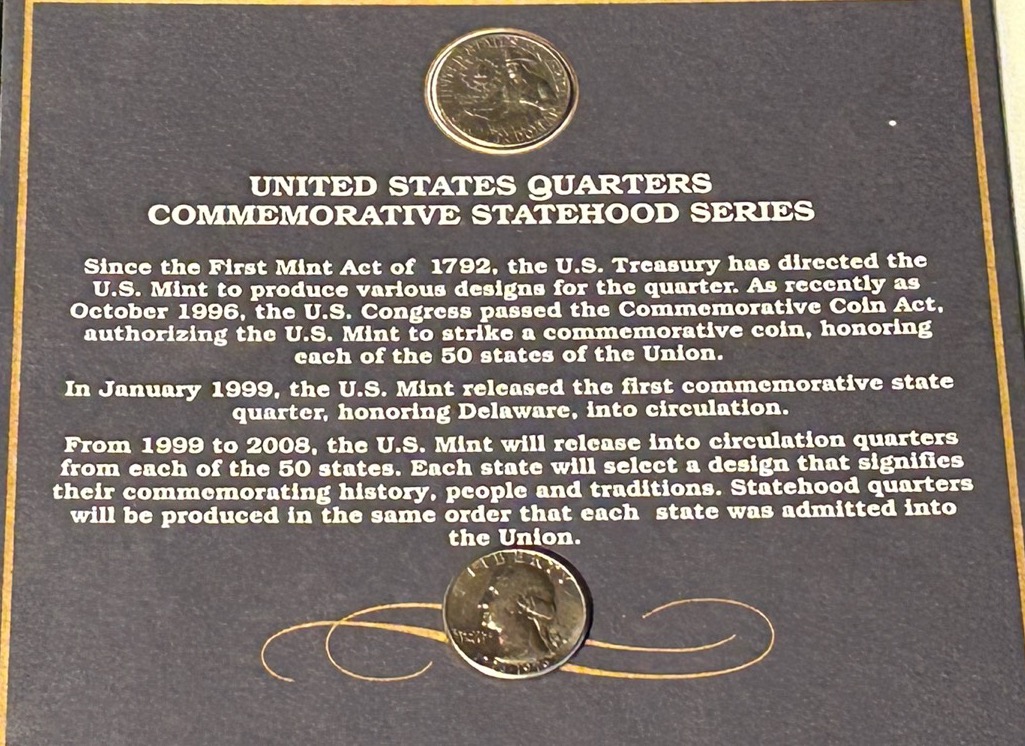 UNITED STATES QUARTERS
COMMEMORATIVE STATEHOOD SERIES
Since the First Mint Act of 1792, the U.S. Treasury has directed the
U.S. Mint to produce various designs for the quarter. As recently as
October 1996, the U.S. Congress passed the Commemorative Coin Act,
authorizing the U.S. Mint to strike a commemorative coin, honoring
each of the 50 states of the Union.
In January 1999, the U.S. Mint released the first commemorative state
quarter, honoring Delaware, into circulation.
From 1999 to 2008, the U.S. Mint will release into circulation quarters
from each of the 50 states. Each state will select a design that signifies
their commemorating history, people and traditions. Statehood quarters
will be produced in the same order that each state was admitted into
the Union.
LIBERTY